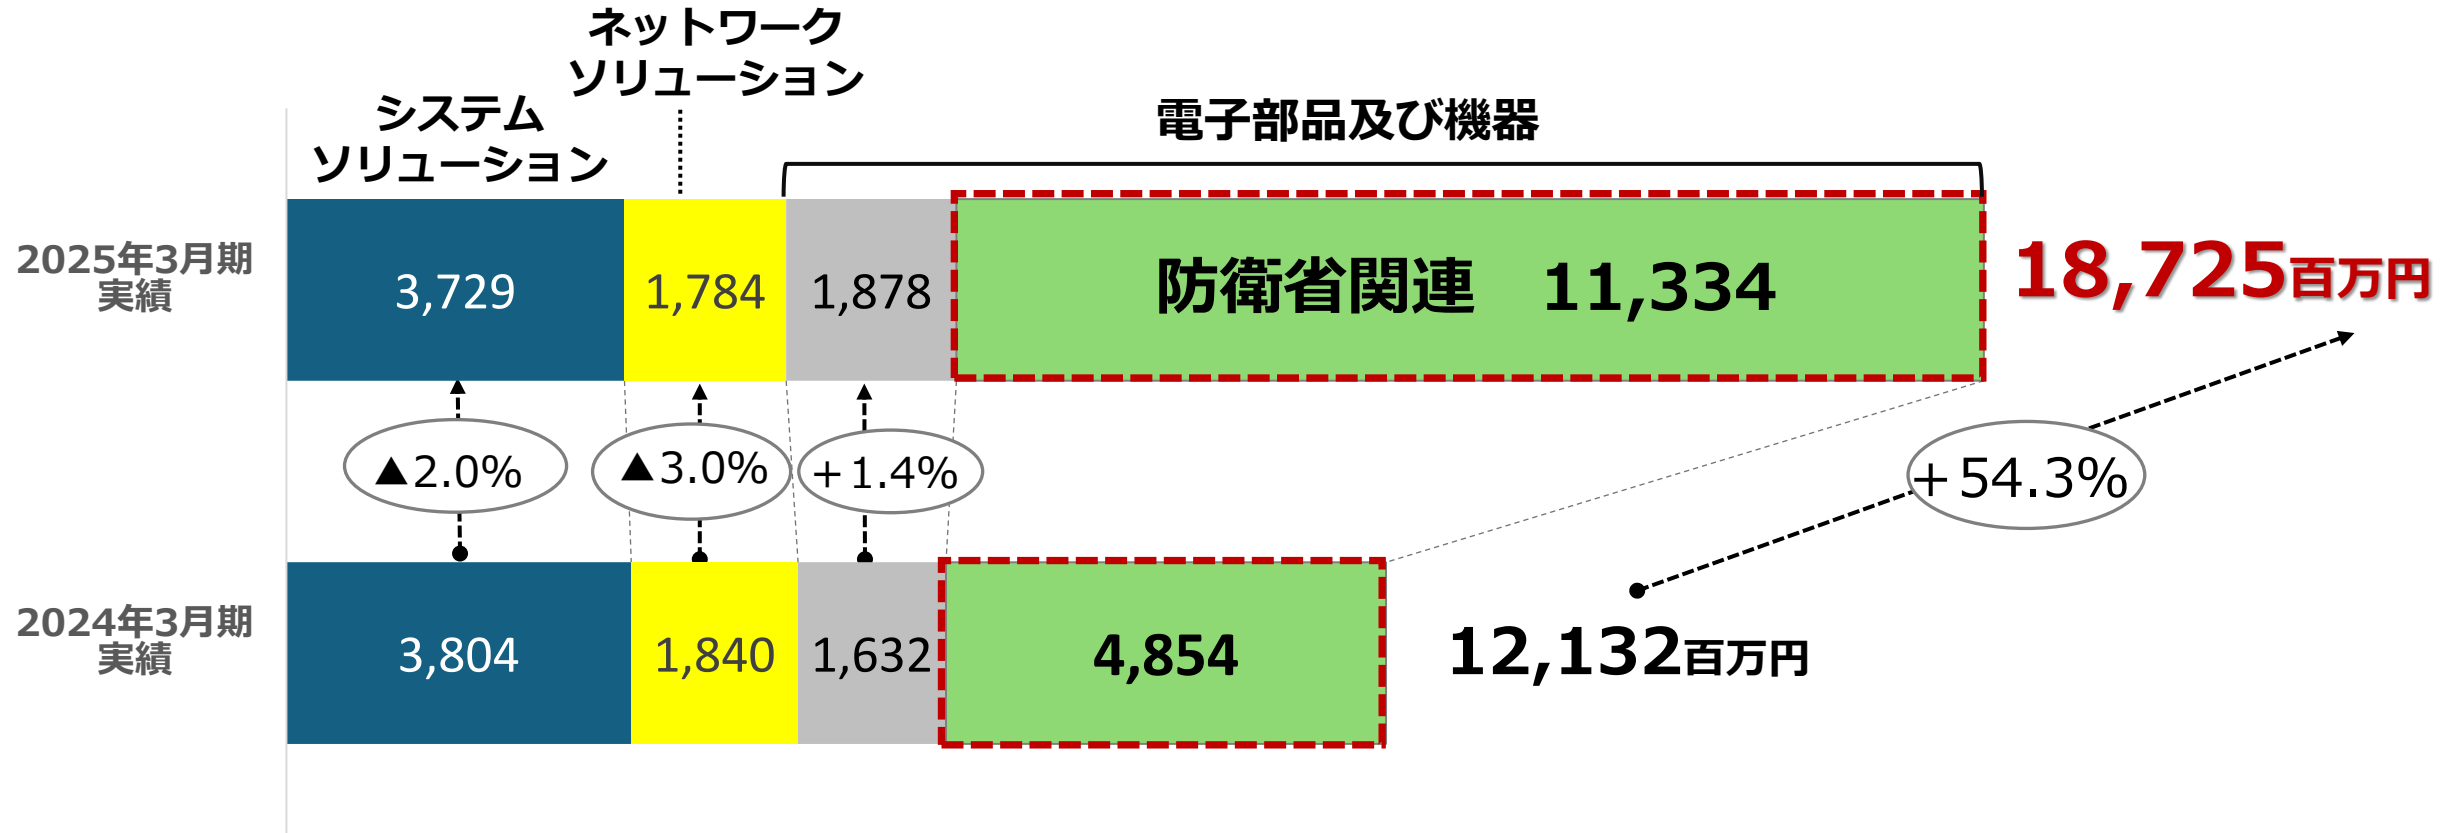 ネットワーク
ソリューション
システム
ソリューション
電子部品及び機器
2025年3月期
実績
3,729
1,784
1,878
防衛省関連　11,334
18,725百万円
▲2.0%
▲3.0%
+1.4%
+54.3%
2024年3月期
実績
3,804
1,840
1,632
4,854
12,132百万円